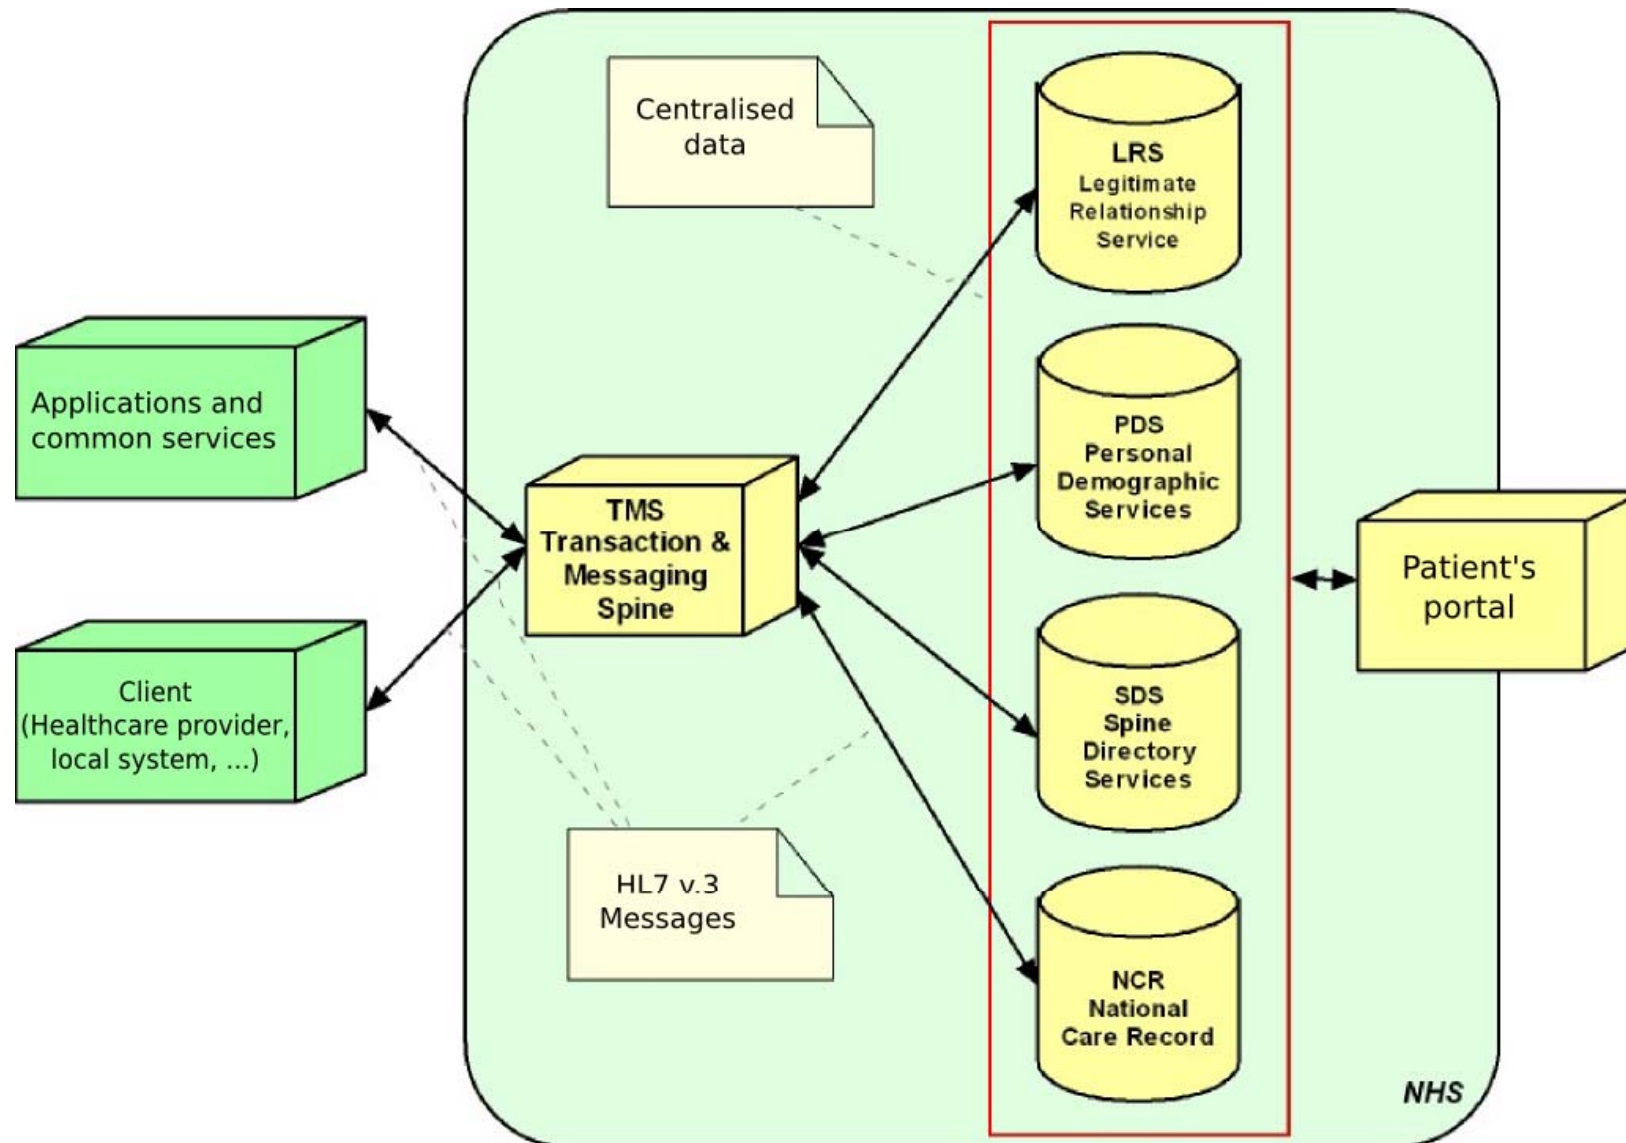 Centralised
data
LRS
Legitimate
Relationship
Service
Applications and
common services
PDS
Personal
Demographic
Services
TMS
Transaction &
Messaging
Spine
Patient's
portal
Client
(Healthcare provider,
local system, ...)
SDS
Spine
Directory
Services
HL7 v.3
Messages
NCR
National
Care Record
NHS